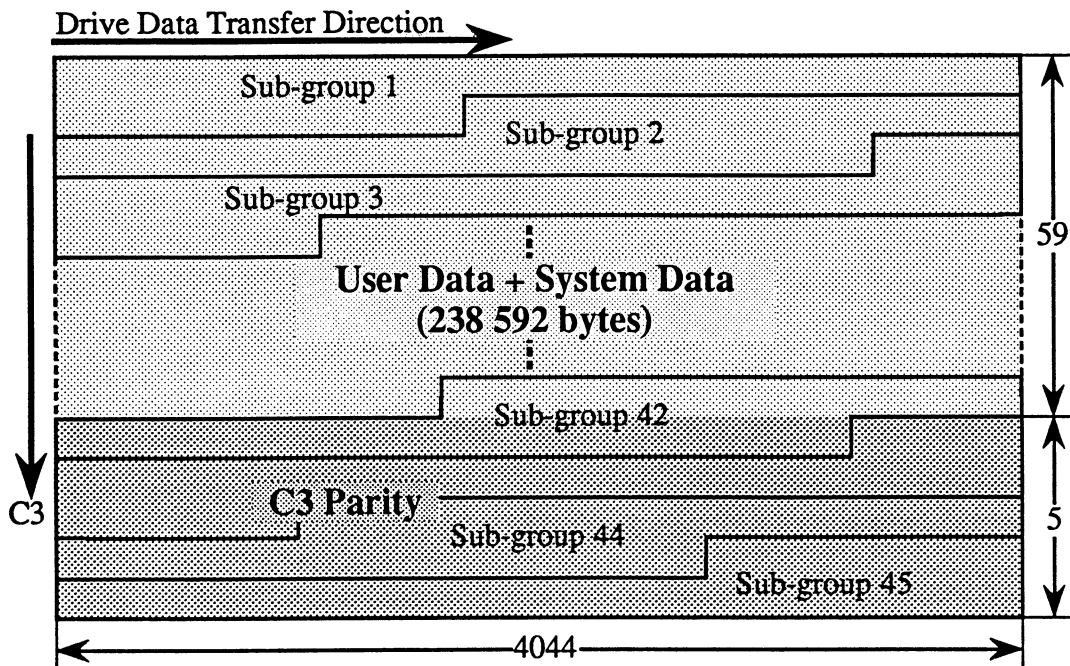 Drive Data Transfer Direction
Sub-group 1
Sub-group 2
Sub-group 3
59
User Data + System Data
(238 592 bytes)
Sub-group 42
C3 Parity
C3
5
Sub-group 44
Sub-group 45
4044